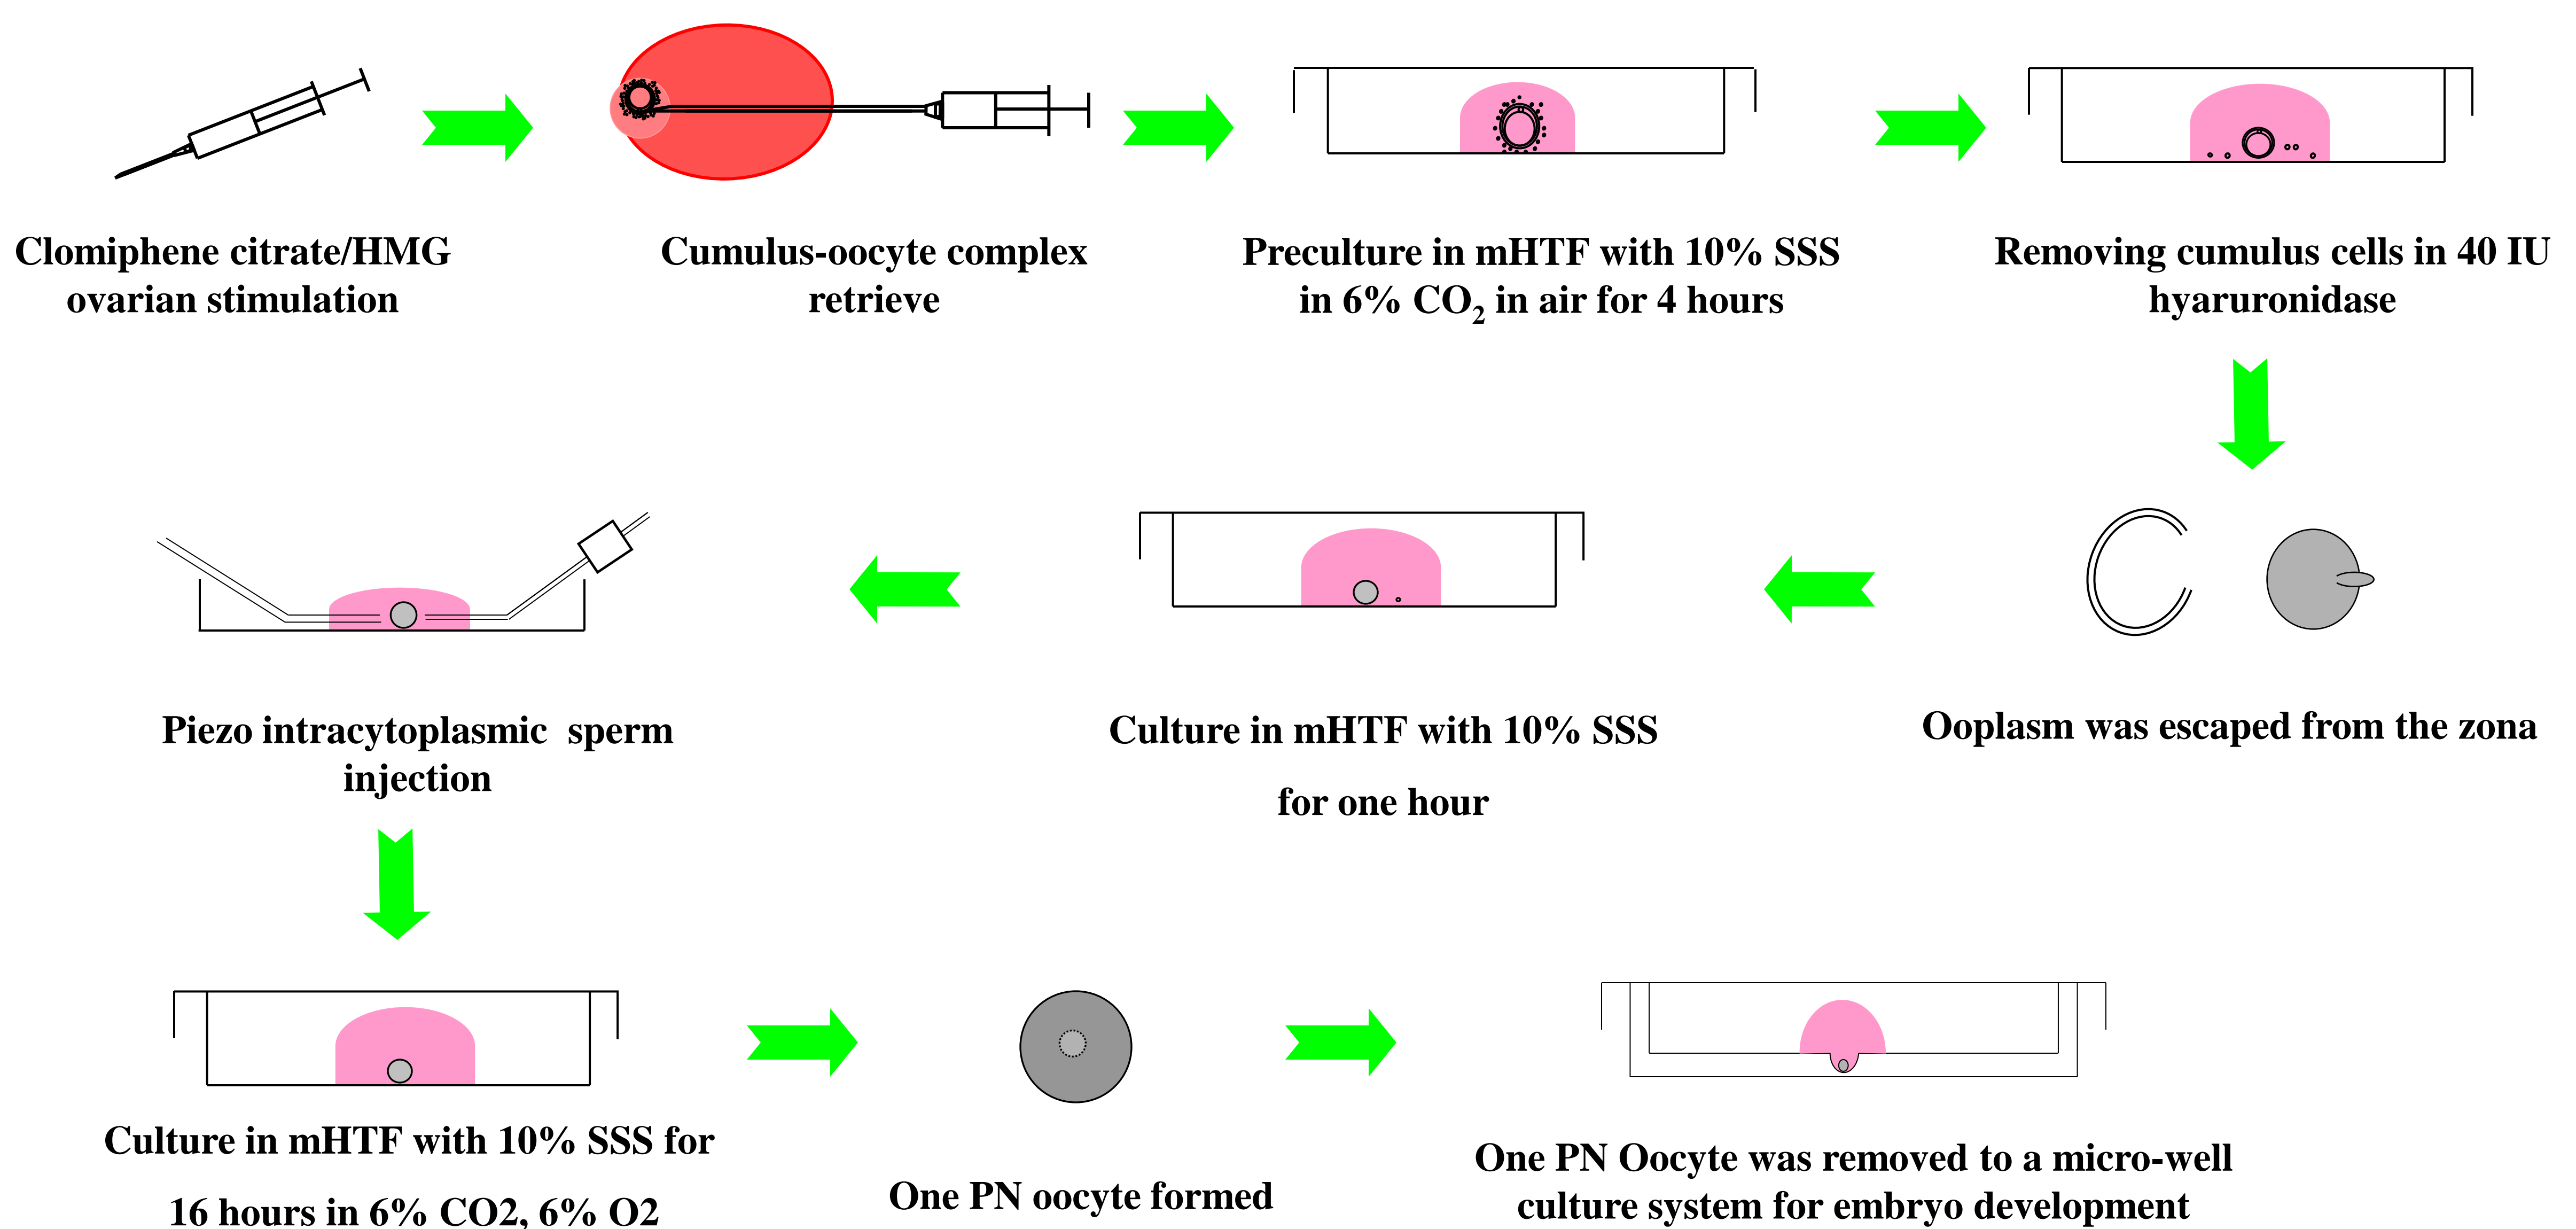 Clomiphene citrate/HMG
ovarian stimulation
Cumulus-oocyte complex
retrieve
Preculture in mHTF with 10% SSS
in 6% CO2 in air for 4 hours
Removing cumulus cells in 40 IU
hyaruronidase
Piezo intracytoplasmic  sperm
injection
Culture in mHTF with 10% SSS
for one hour
Ooplasm was escaped from the zona
Culture in mHTF with 10% SSS for
16 hours in 6% CO2, 6% O2
One PN oocyte formed
One PN Oocyte was removed to a micro-well
culture system for embryo development